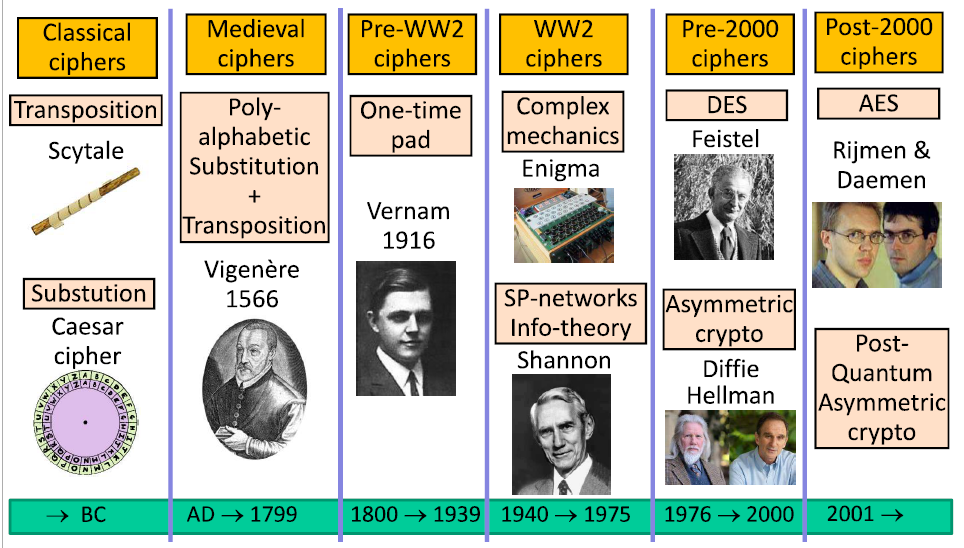 Classical
ciphers
Transposition
Scytale
Substution
Caesar
cipher
→ BC
Medieval
ciphers
Poly-
alphabetic
Substitution
+
Transposition
Vigenère
1566
AD → 1799
Pre-WW2
ciphers
One-time
pad
Vernam
1916
1800 → 1939
WW2
ciphers
Complex
mechanics
Enigma
SP-networks
Info-theory
Shannon
1940 → 1975
Pre-2000
ciphers
DES
Feistel
Asymmetric
crypto
Diffie
Hellman
1976 → 2000
Post-2000
ciphers
AES
Rijmen &
Daemen
Post-
Quantum
Asymmetric
crypto
2001 →